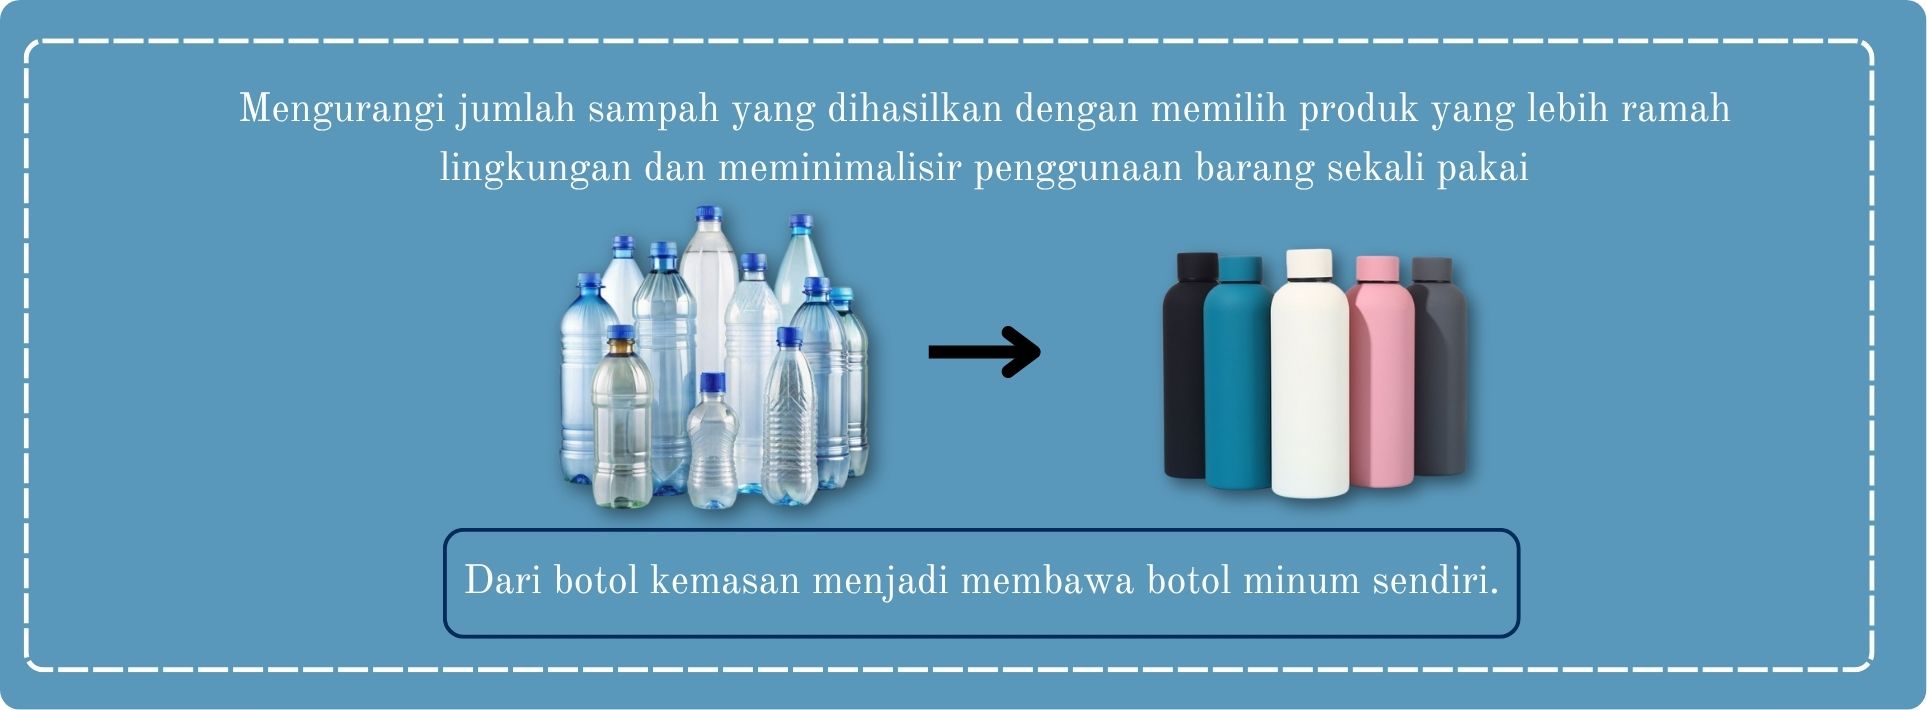 Mengurangi jumlah sampah yang dihasilkan dengan memilih produk yang lebih ramah
lingkungan dan meminimalisir penggunaan barang sekali pakai
Dari botol kemasan menjadi membawa botol minum sendiri.